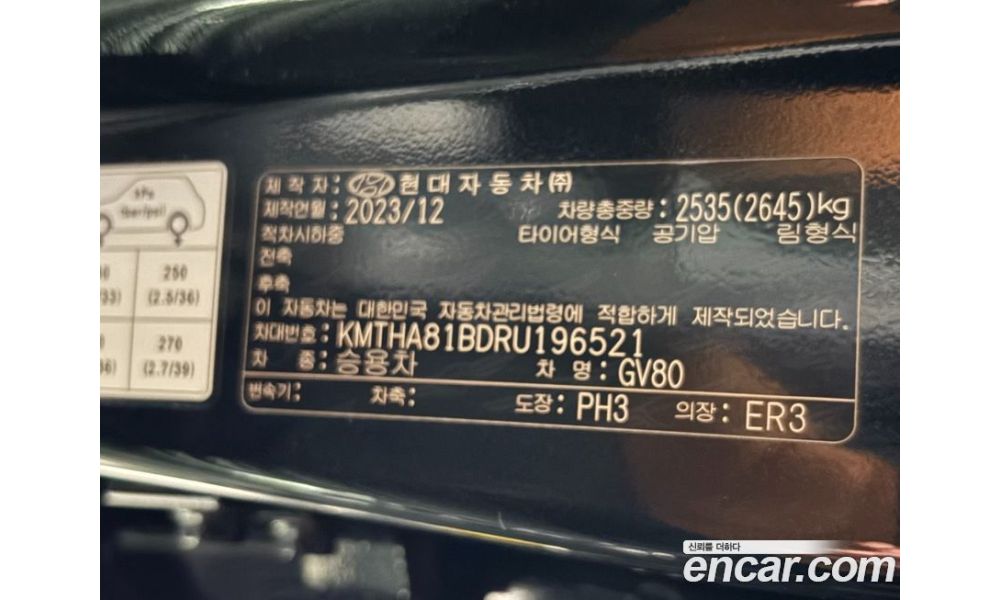 kPa
(bar/psi)
250
(2.5/36)
270
(2.7/39)
제작자: 현대자동차㈜
제작연월: 2023/12 차량총중량: 2535(2645)kg
적차시하중 타이어형식 공기압 림형식
전축
후축
이 자동차는 대한민국 자동차관리법령에 적합하게 제작되었습니다.
차대번호: KMTHA81BDRU196521
차 종: 승용차 차 명: GV80
변속기: 차축: 도장: PH3 의장: ER3
신뢰를 더하다
encar.com